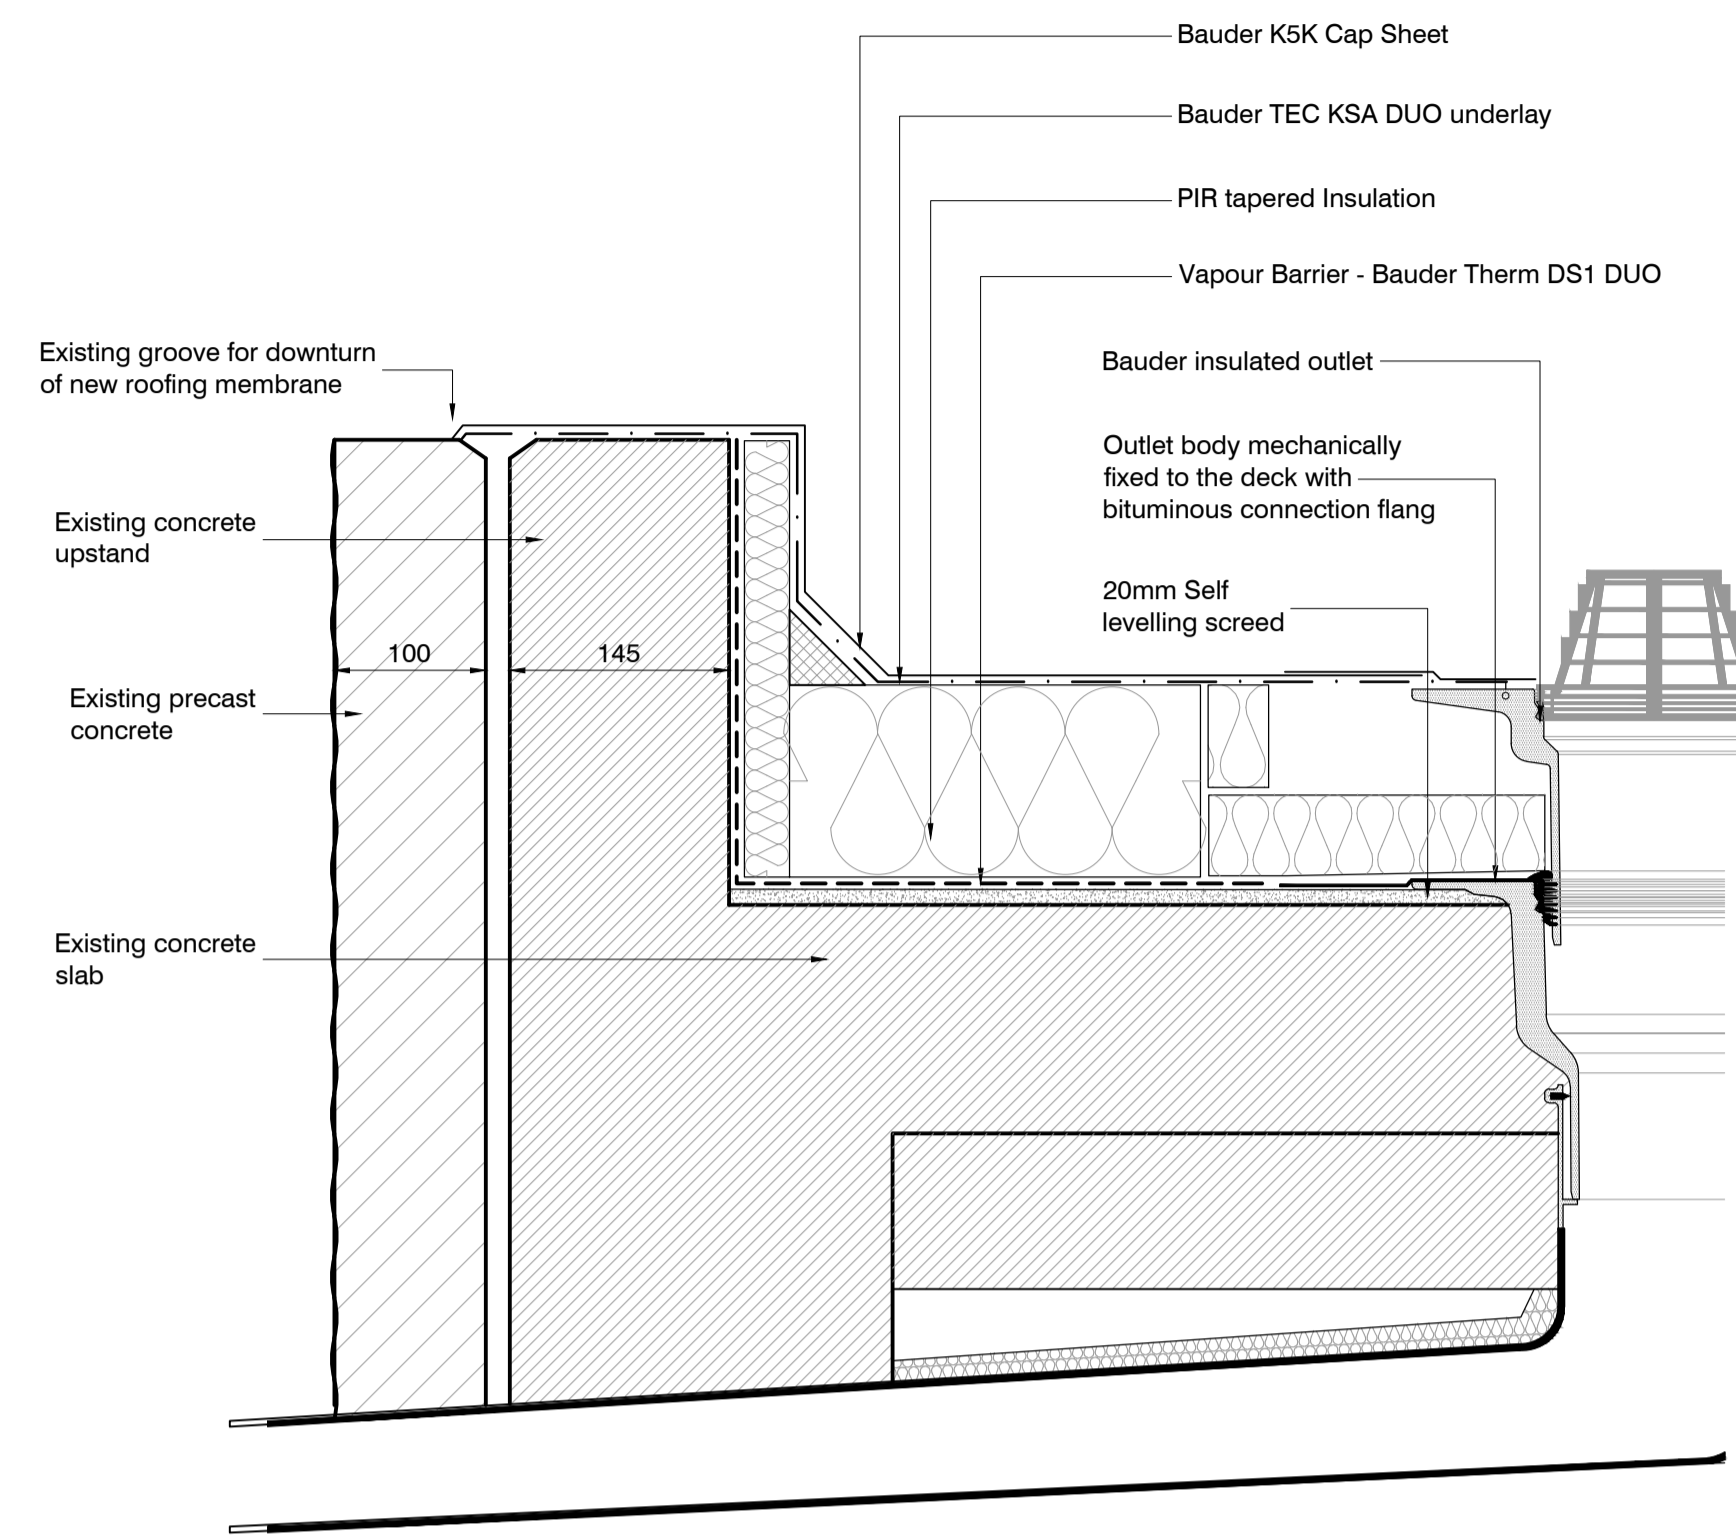 Bauder K5K Cap Sheet
Bauder TEC KSA DUO underlay
PIR tapered Insulation
Vapour Barrier - Bauder Therm DS1 DUO
Existing groove for downturn
of new roofing membrane
Bauder insulated outlet
Outlet body mechanically
fixed to the deck with
bituminous connection flang
Existing concrete
upstand
20mm Self
levelling screed
100
145
Existing precast
concrete
Existing concrete
slab